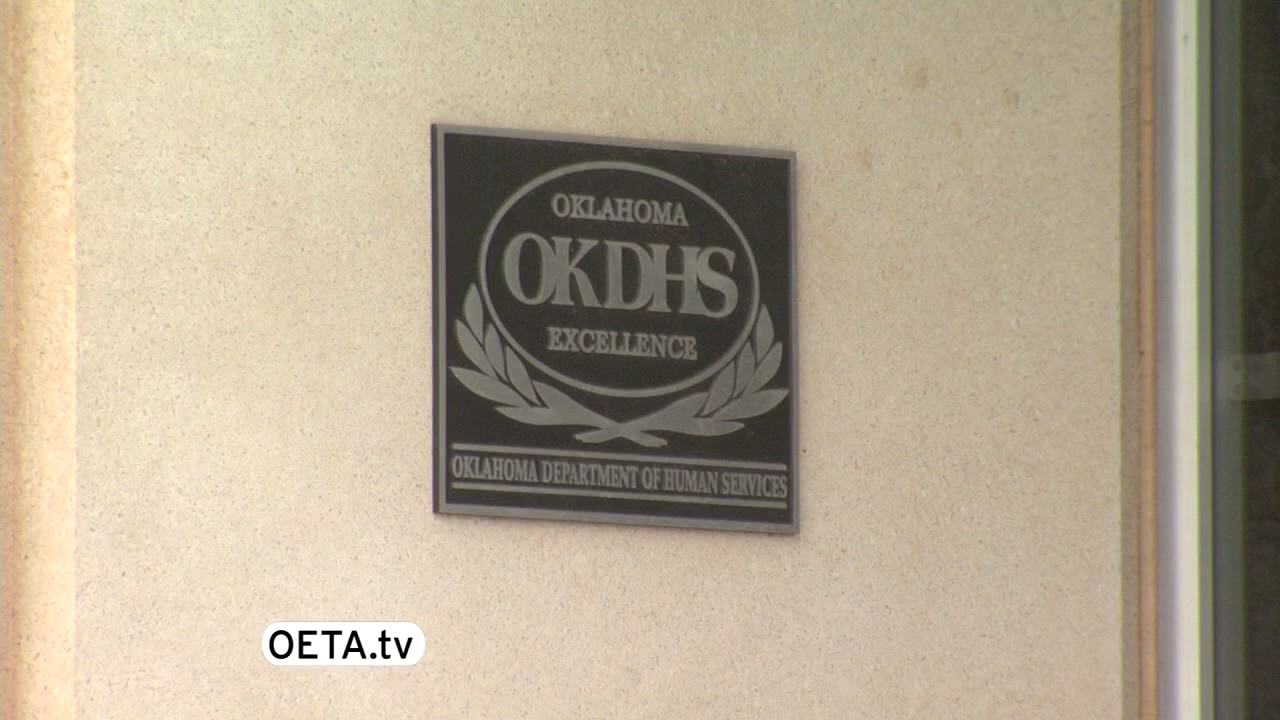 OKLAHOMA
OKDHS
EXCELLENCE
OKLAHOMA DEPARTMENT OF HUMAN SERVICES
OETA.tv